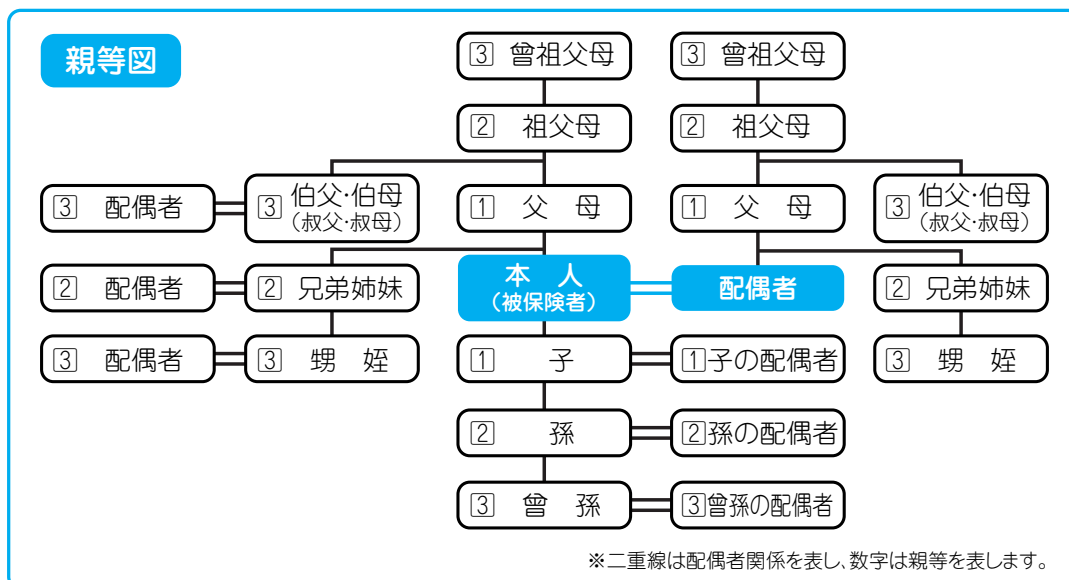 親等図
3 曾祖父母
3 曾祖父母
2 祖父母
2 祖父母
3 配偶者
3 伯父・伯母
(叔父・叔母)
1 父 母
1 父 母
3 伯父・伯母
(叔父・叔母)
2 配偶者
2 兄弟姉妹
本 人
(被保険者)
配偶者
2 兄弟姉妹
3 配偶者
3 甥 姪
1 子
1 子の配偶者
3 甥 姪
2 孫
2 孫の配偶者
3 曾 孫
3 曾孫の配偶者
※二重線は配偶者関係を表し、数字は親等を表します。